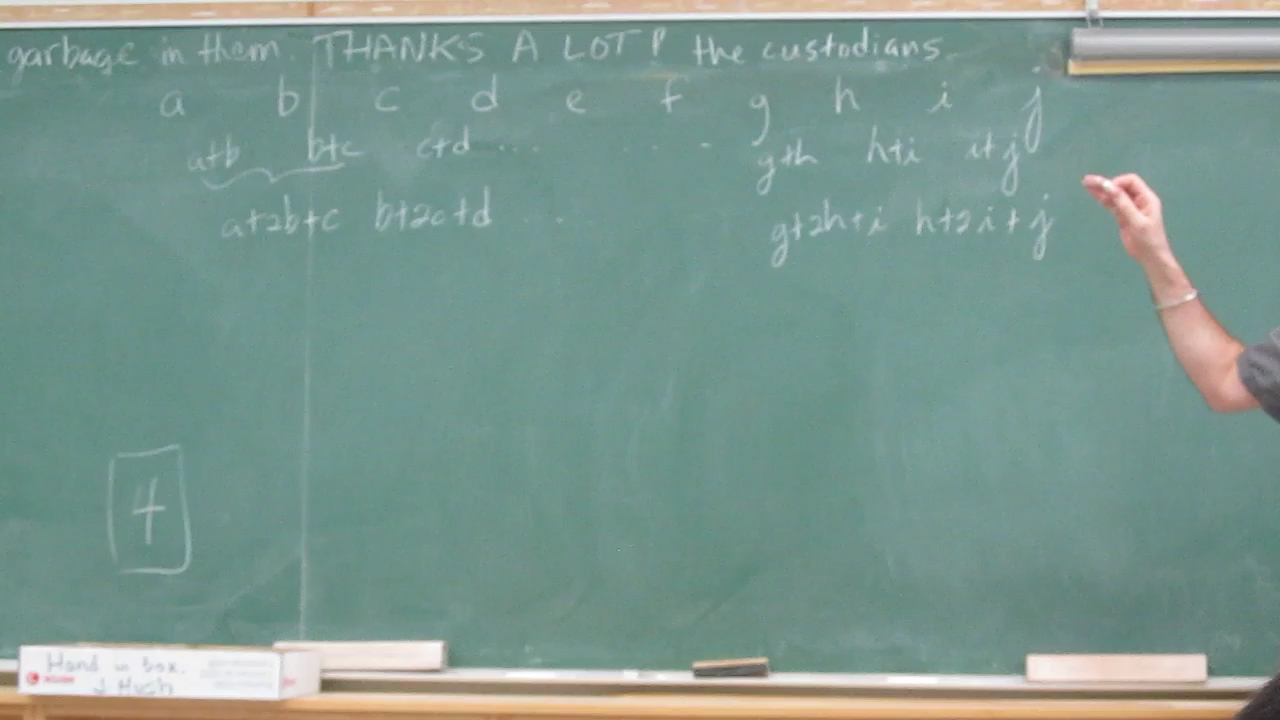 garbage in them. THANKS A LOT! the custodians.
a b c d e f g h i j
a+b b+c c+d ... ... g+h h+i i+j
a+2b+c b+2c+d ... g+2h+i h+2i+j
4
Hand in box.